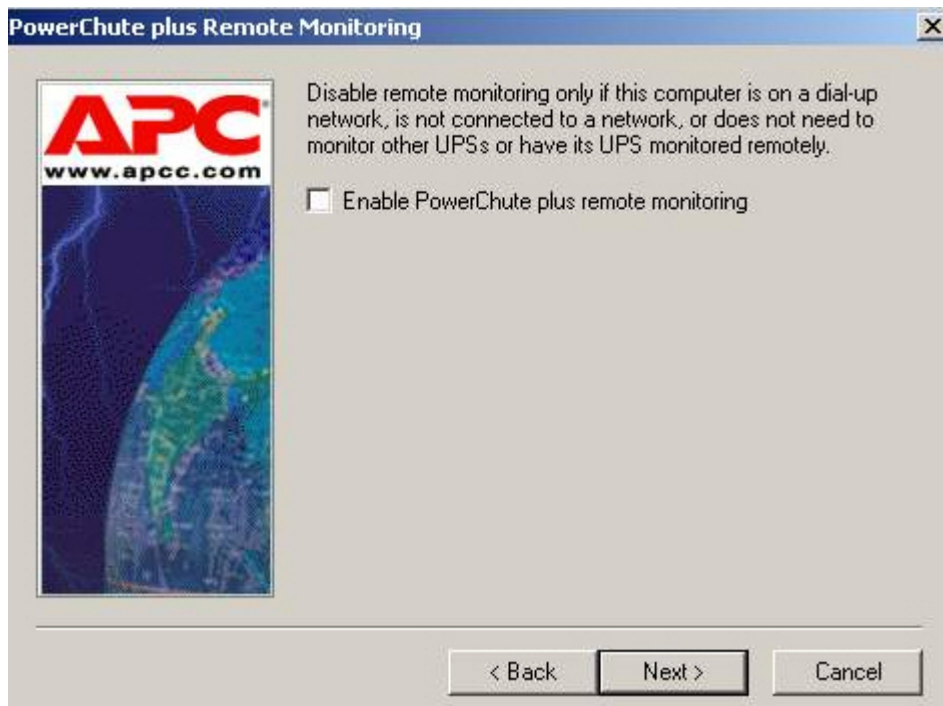 PowerChute plus Remote Monitoring
APC
www.apcc.com
Disable remote monitoring only if this computer is on a dial-up
network, is not connected to a network, or does not need to
monitor other UPSs or have its UPS monitored remotely.
Enable PowerChute plus remote monitoring
< Back
Next >
Cancel